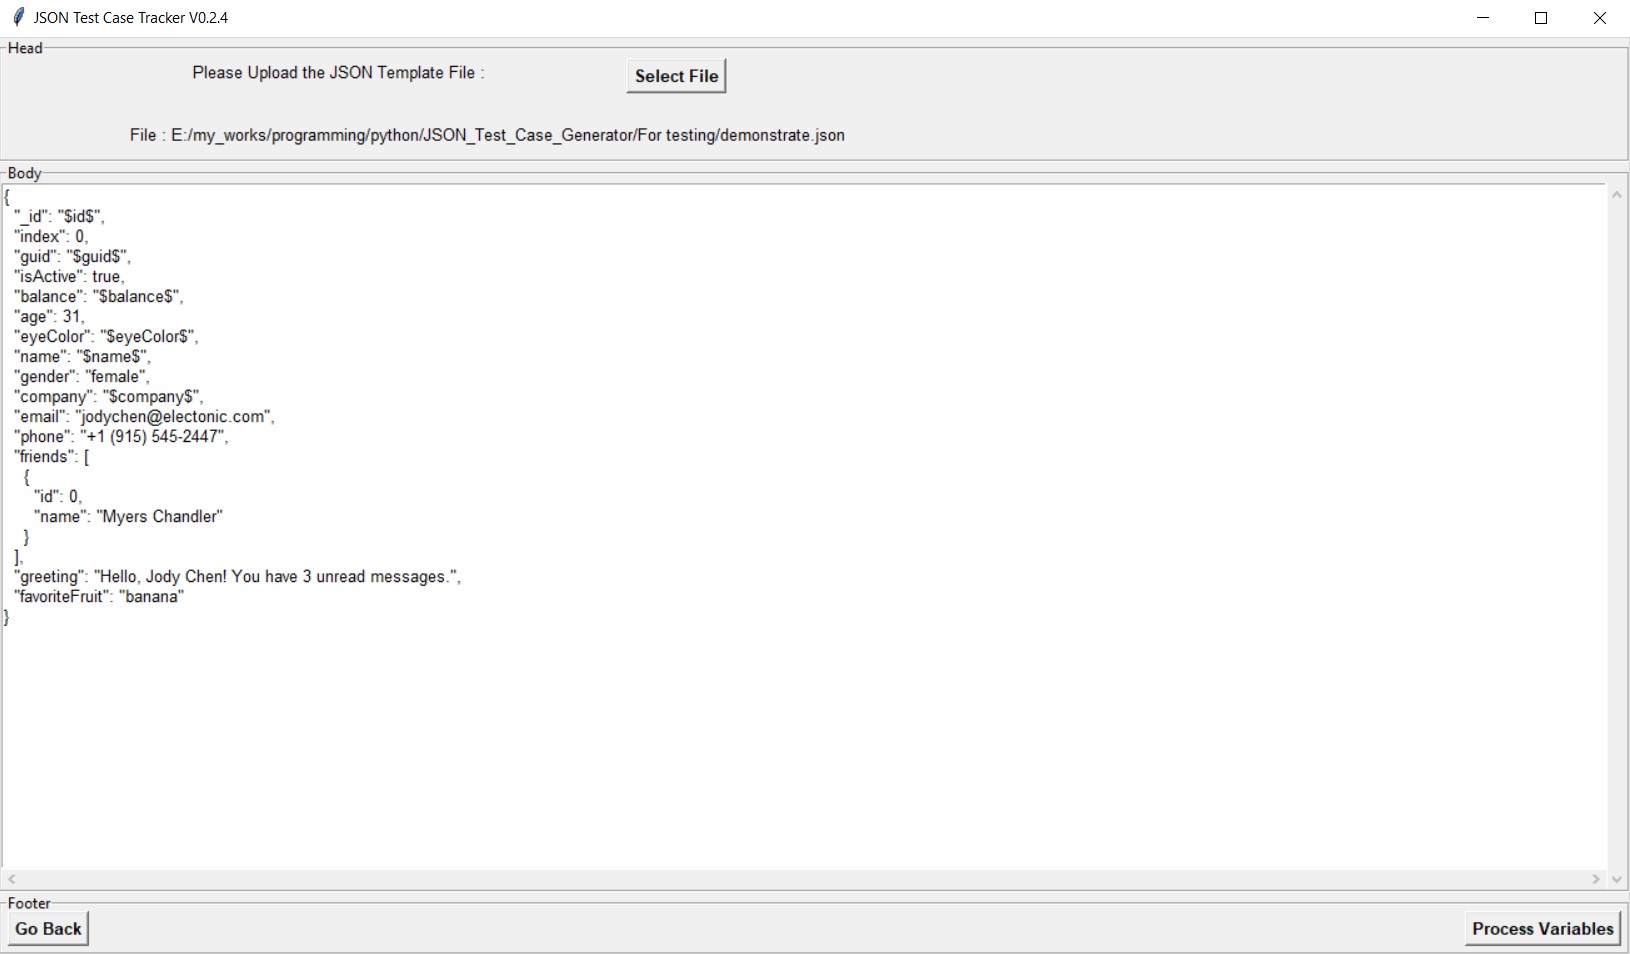 JSON Test Case Tracker V0.2.4
Head
Please Upload the JSON Template File :
Select File
File : E:/my_works/programming/python/JSON_Test_Case_Generator/For testing/demonstrate.json
Body
{
"_id": "$id$",
"index": 0,
"guid": "$guid$",
"isActive": true,
"balance": "$balance$",
"age": 31,
"eyeColor": "$eyeColor$",
"name": "$name$",
"gender": "female",
"company": "$company$",
"email": "jodychen@electonic.com",
"phone": "+1 (915) 545-2447",
"friends": [
{
"id": 0,
"name": "Myers Chandler"
}
],
"greeting": "Hello, Jody Chen! You have 3 unread messages.",
"favoriteFruit": "banana"
}
Footer
Go Back
Process Variables